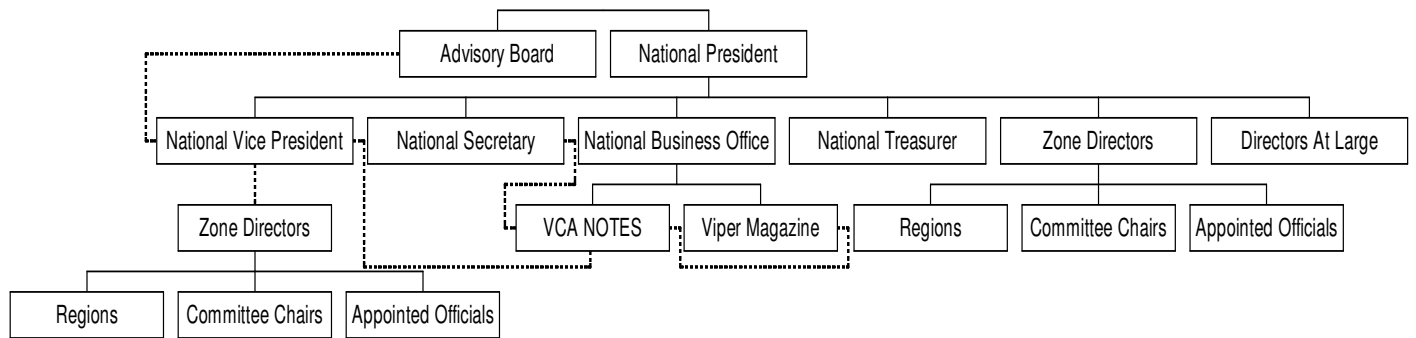 Advisory Board
National President
National Vice President
National Secretary
National Business Office
National Treasurer
Zone Directors
Directors At Large
Zone Directors
VCA NOTES
Viper Magazine
Regions
Committee Chairs
Appointed Officials
Regions
Committee Chairs
Appointed Officials